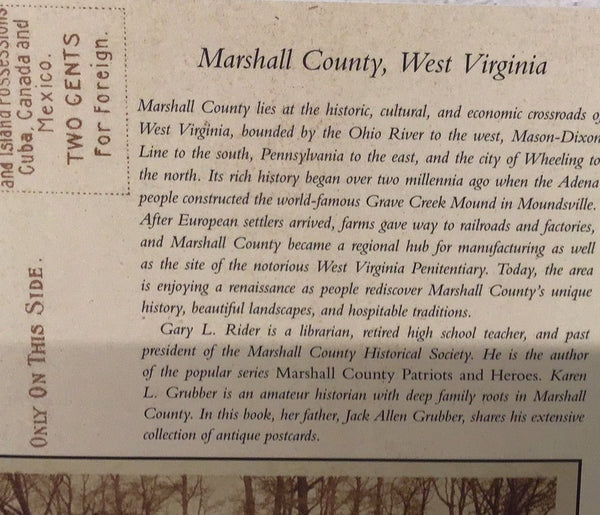 and Island Possessions
Cuba, Canada and
Mexico.
TWO CENTS
For Foreign.
ONLY ON THIS SIDE.
Marshall County, West Virginia
Marshall County lies at the historic, cultural, and economic crossroads of
West Virginia, bounded by the Ohio River to the west, Mason-Dixon
Line to the south, Pennsylvania to the east, and the city of Wheeling to
the north. Its rich history began over two millennia ago when the Adena
people constructed the world-famous Grave Creek Mound in Moundsville.
After European settlers arrived, farms gave way to railroads and factories,
and Marshall County became a regional hub for manufacturing as well
as the site of the notorious West Virginia Penitentiary. Today, the area
is enjoying a renaissance as people rediscover Marshall County's unique
history, beautiful landscapes, and hospitable traditions.
Gary L. Rider is a librarian, retired high school teacher, and past
president of the Marshall County Historical Society. He is the author
of the popular series Marshall County Patriots and Heroes. Karen
L. Grubber is an amateur historian with deep family roots in Marshall
County. In this book, her father, Jack Allen Grubber, shares his extensive
collection of antique postcards.